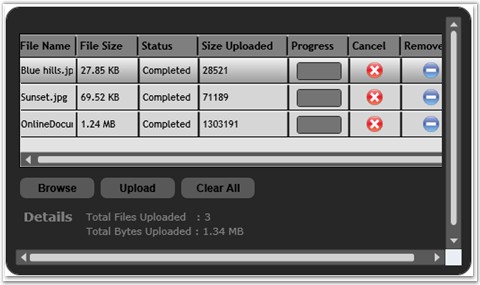 File Name File Size Status Size Uploaded Progress Cancel Remove
Blue hills.jp 27.85 KB Completed 28521
Sunset.jpg 69.52 KB Completed 71189
OnlineDocu 1.24 MB Completed 1303191
Browse Upload Clear All
Details Total Files Uploaded : 3
Total Bytes Uploaded : 1.34 MB